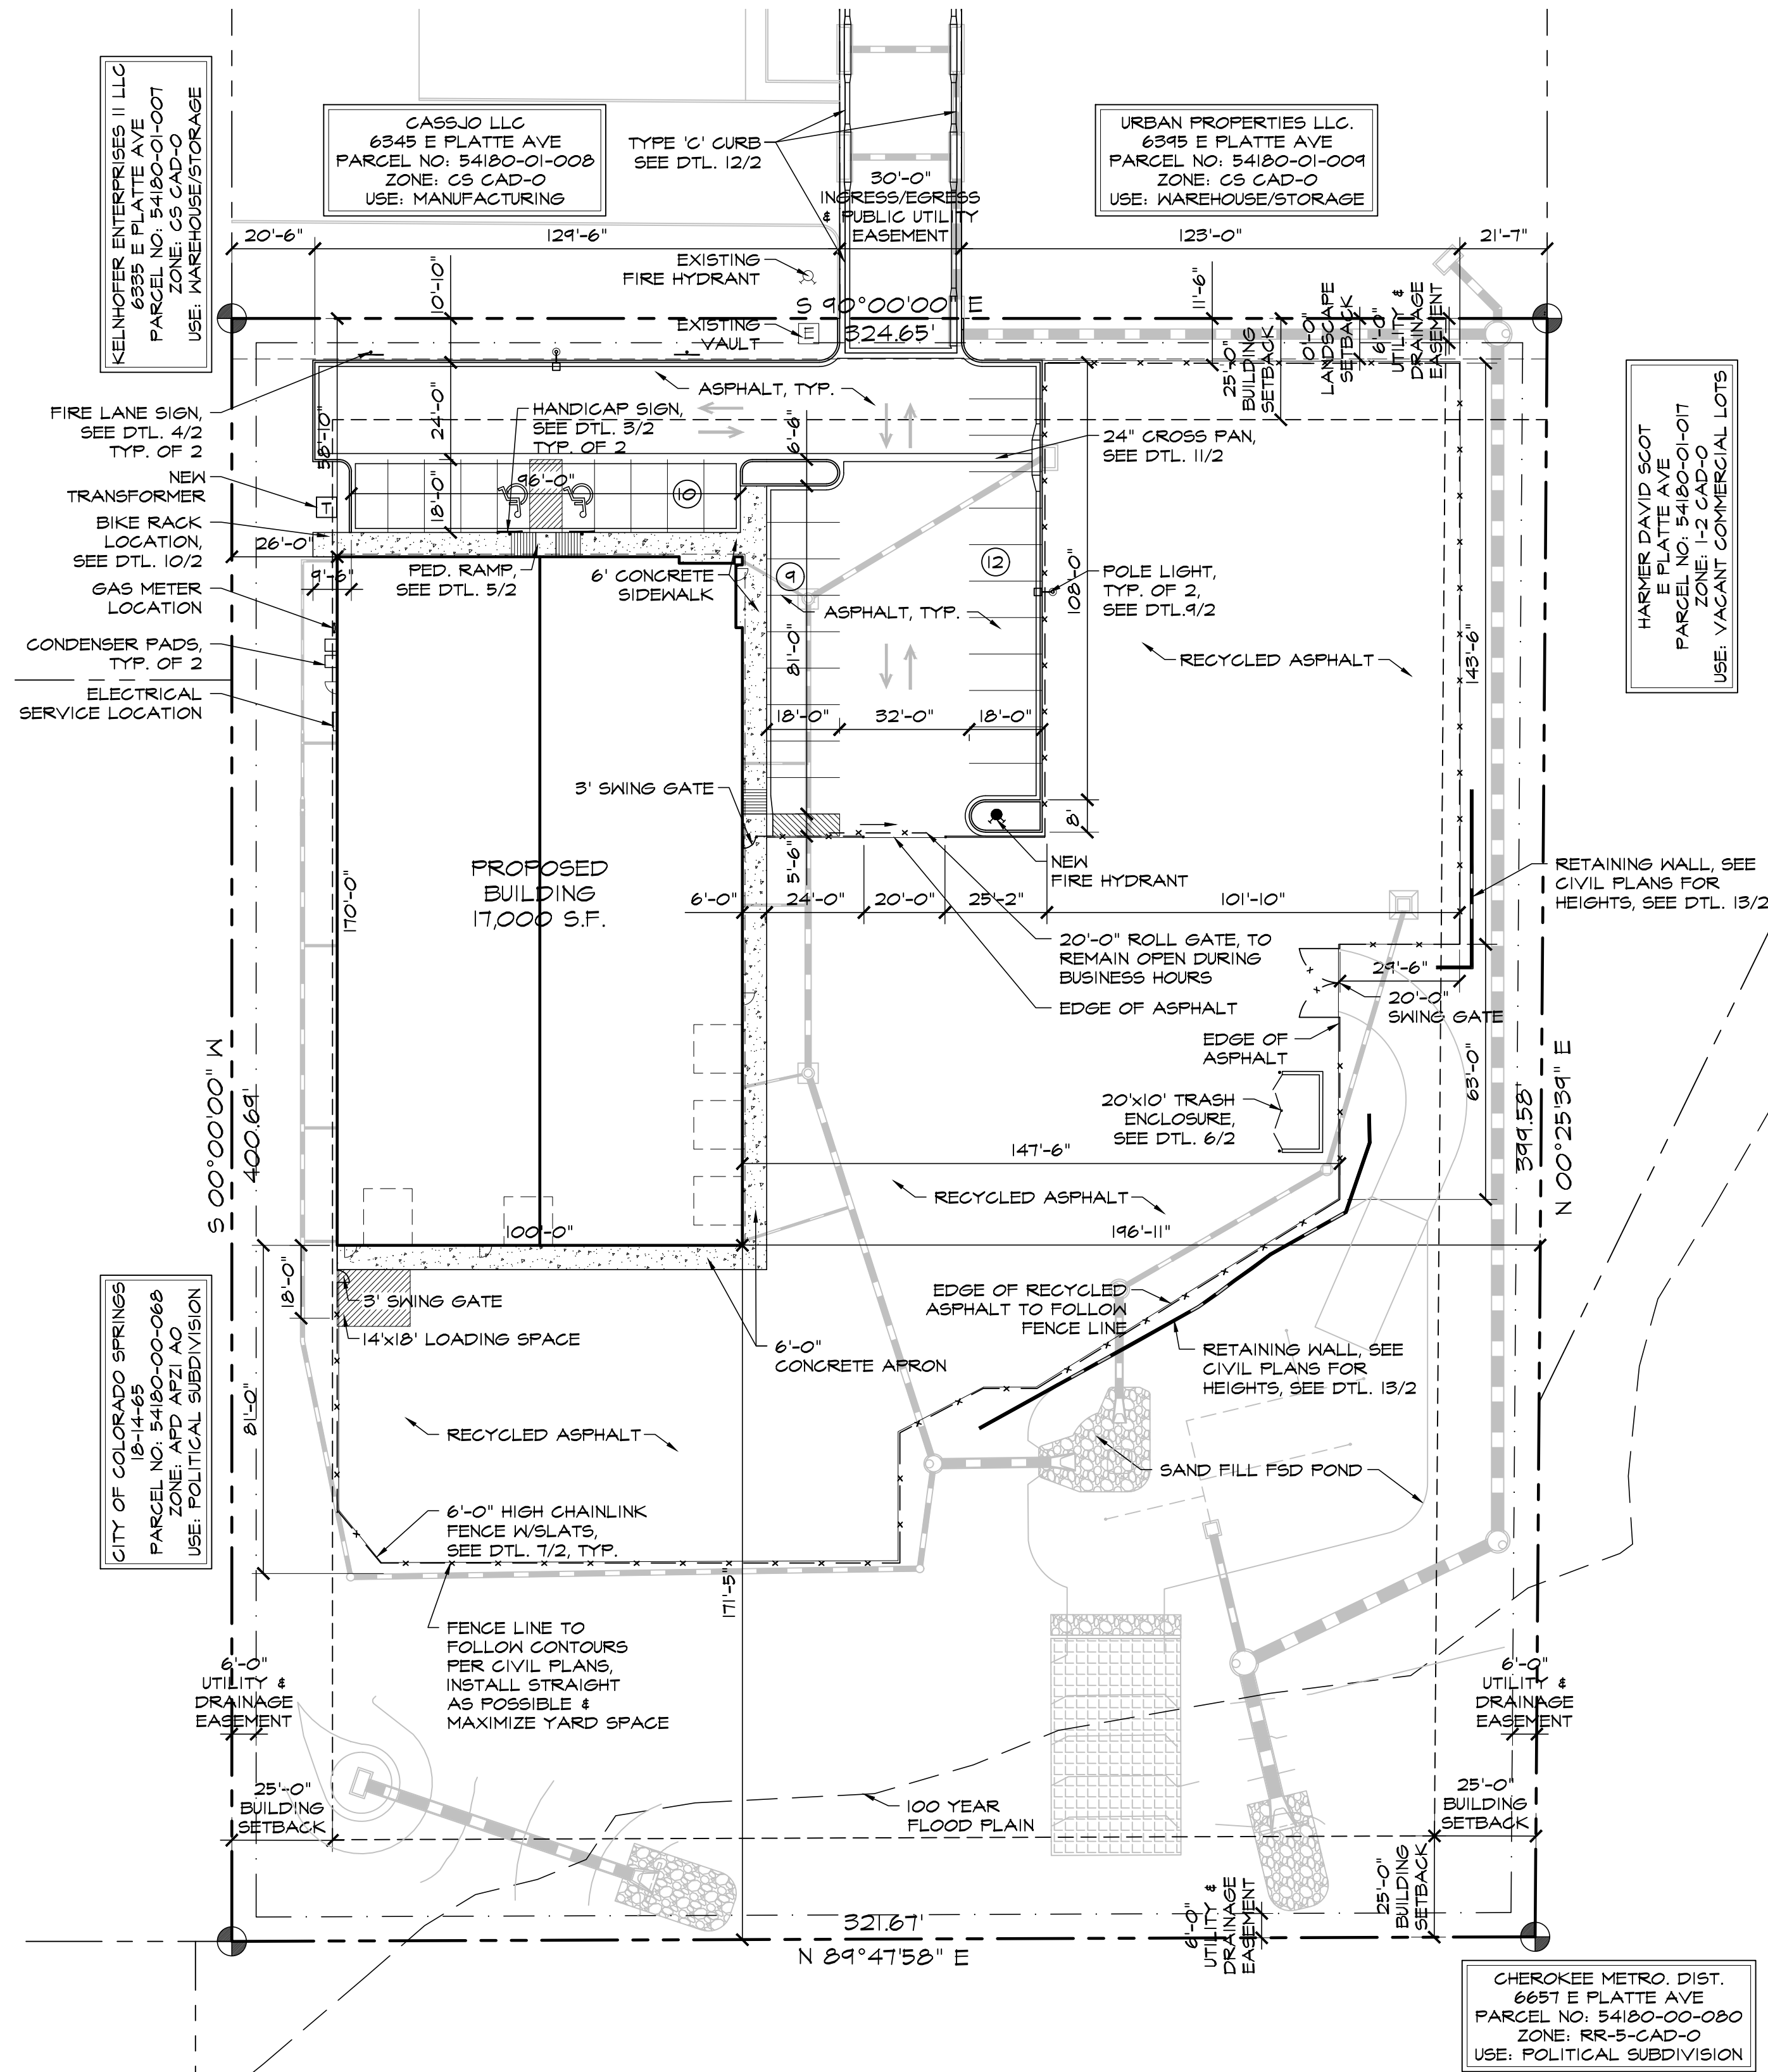 KELNHOFER ENTERPRISES II LLC
6335 E PLATTE AVE
PARCEL NO: 54180-01-007
ZONE: CS CAD-O
USE: WAREHOUSE/STORAGE
CASSJO LLC
6345 E PLATTE AVE
PARCEL NO: 54180-01-008
ZONE: CS CAD-O
USE: MANUFACTURING
TYPE 'C' CURB
SEE DTL. 12/2
30'-0"
INGRESS/EGRESS
& PUBLIC UTILITY
EASEMENT
URBAN PROPERTIES LLC.
6395 E PLATTE AVE
PARCEL NO: 54180-01-009
ZONE: CS CAD-O
USE: WAREHOUSE/STORAGE
20'-6"
129'-6"
123'-0"
21'-7"
10'-10"
EXISTING
FIRE HYDRANT
S 90°00'00" E
324.65'
EXISTING
VAULT
E
11'-6"
25'-0"
BUILDING
SETBACK
0'-0"
LANDSCAPE
SETBACK
6'-0"
UTILITY &
DRAINAGE
EASEMENT
HARMER DAVID SCOT
E PLATTE AVE
PARCEL NO: 54180-01-017
ZONE: I-2 CAD-O
USE: VACANT COMMERCIAL LOTS
FIRE LANE SIGN,
SEE DTL. 4/2
TYP. OF 2
58'-10"
24'-0"
HANDICAP SIGN,
SEE DTL. 3/2
TYP. OF 2
ASPHALT, TYP.
6'-6"
24" CROSS PAN,
SEE DTL. 11/2
NEW
TRANSFORMER
T
18'-0"
96'-0"
10
BIKE RACK
LOCATION,
SEE DTL. 10/2
26'-0"
9'-6"
PED. RAMP,
SEE DTL. 5/2
6' CONCRETE
SIDEWALK
9
12
108'-0"
POLE LIGHT,
TYP. OF 2,
SEE DTL.9/2
GAS METER
LOCATION
ASPHALT, TYP.
CONDENSER PADS,
TYP. OF 2
81'-0"
RECYCLED ASPHALT
143'-6"
ELECTRICAL
SERVICE LOCATION
18'-0"
32'-0"
18'-0"
3' SWING GATE
8'
5'-6"
NEW
FIRE HYDRANT
PROPOSED
BUILDING
17,000 S.F.
170'-0"
RETAINING WALL, SEE
CIVIL PLANS FOR
HEIGHTS, SEE DTL. 13/2
6'-0"
24'-0"
20'-0"
25'-2"
101'-10"
20'-0" ROLL GATE, TO
REMAIN OPEN DURING
BUSINESS HOURS
29'-6"
20'-0"
SWING GATE
EDGE OF ASPHALT
EDGE OF
ASPHALT
63'-0"
S 00°00'00" W
400.69'
399.58'
N 00°25'39" E
20'x10' TRASH
ENCLOSURE,
SEE DTL. 6/2
147'-6"
RECYCLED ASPHALT
196'-11"
100'-0"
CITY OF COLORADO SPRINGS
18-14-65
PARCEL NO: 54180-00-068
ZONE: APD APZ1 AO
USE: POLITICAL SUBDIVISION
18'-0"
3' SWING GATE
14'x18' LOADING SPACE
EDGE OF RECYCLED
ASPHALT TO FOLLOW
FENCE LINE
6'-0"
CONCRETE APRON
RETAINING WALL, SEE
CIVIL PLANS FOR
HEIGHTS, SEE DTL. 13/2
81'-0"
RECYCLED ASPHALT
SAND FILL FSD POND
6'-0" HIGH CHAINLINK
FENCE W/SLATS,
SEE DTL. 7/2, TYP.
171'-5"
FENCE LINE TO
FOLLOW CONTOURS
PER CIVIL PLANS,
INSTALL STRAIGHT
AS POSSIBLE &
MAXIMIZE YARD SPACE
6'-0"
UTILITY &
DRAINAGE
EASEMENT
6'-0"
UTILITY &
DRAINAGE
EASEMENT
25'-0"
BUILDING
SETBACK
100 YEAR
FLOOD PLAIN
25'-0"
BUILDING
SETBACK
25'-0"
BUILDING
SETBACK
6'-0"
UTILITY &
DRAINAGE
EASEMENT
321.67'
N 89°47'58" E
CHEROKEE METRO. DIST.
6657 E PLATTE AVE
PARCEL NO: 54180-00-080
ZONE: RR-5-CAD-O
USE: POLITICAL SUBDIVISION